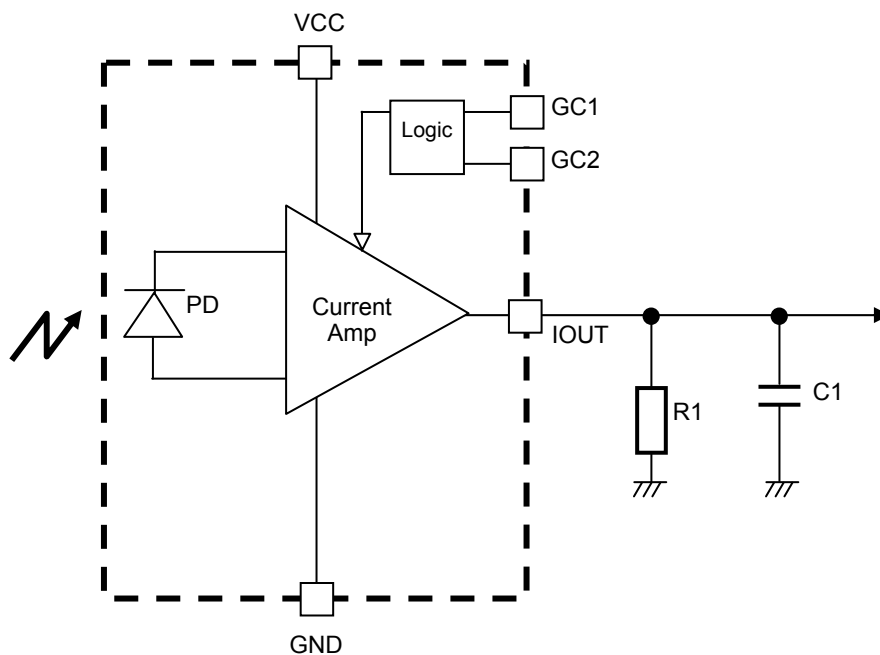 VCC
GC1
Logic
GC2
PD
Current
Amp
IOUT
R1
C1
GND